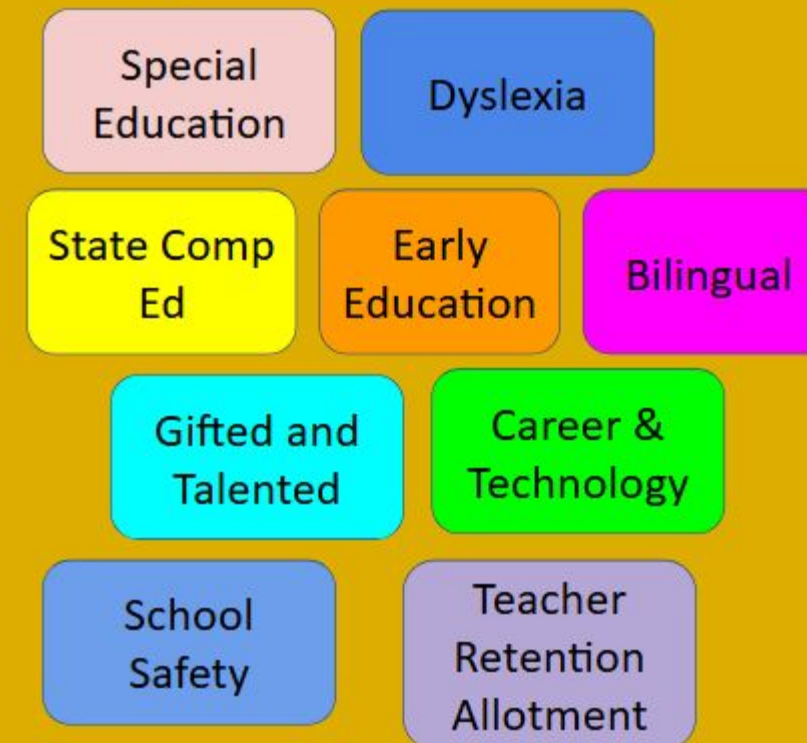 Special
Education
Dyslexia
State Comp
Ed
Early
Education
Bilingual
Gifted and
Talented
Career &
Technology
School
Safety
Teacher
Retention
Allotment